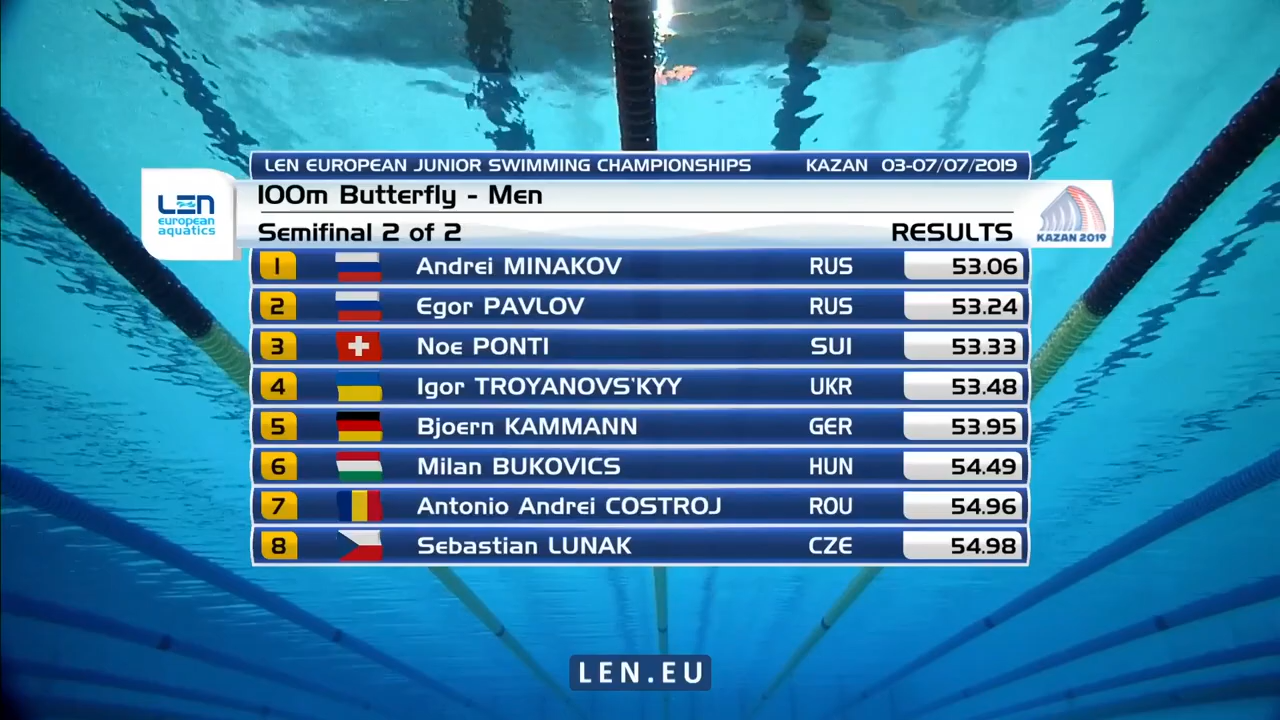 LEN EUROPEAN JUNIOR SWIMMING CHAMPIONSHIPS KAZAN 03-07/07/2019
LEN
european
aquatics
100m Butterfly - Men
Semifinal 2 of 2 RESULTS
KAZAN 2019
1 Andrei MINAKOV RUS 53.06
2 Egor PAVLOV RUS 53.24
3 Noe PONTI SUI 53.33
4 Igor TROYANOVS'KYY UKR 53.48
5 Bjoern KAMMANN GER 53.95
6 Milan BUKOVICS HUN 54.49
7 Antonio Andrei COSTROJ ROU 54.96
8 Sebastian LUNAK CZE 54.98
LEN.EU